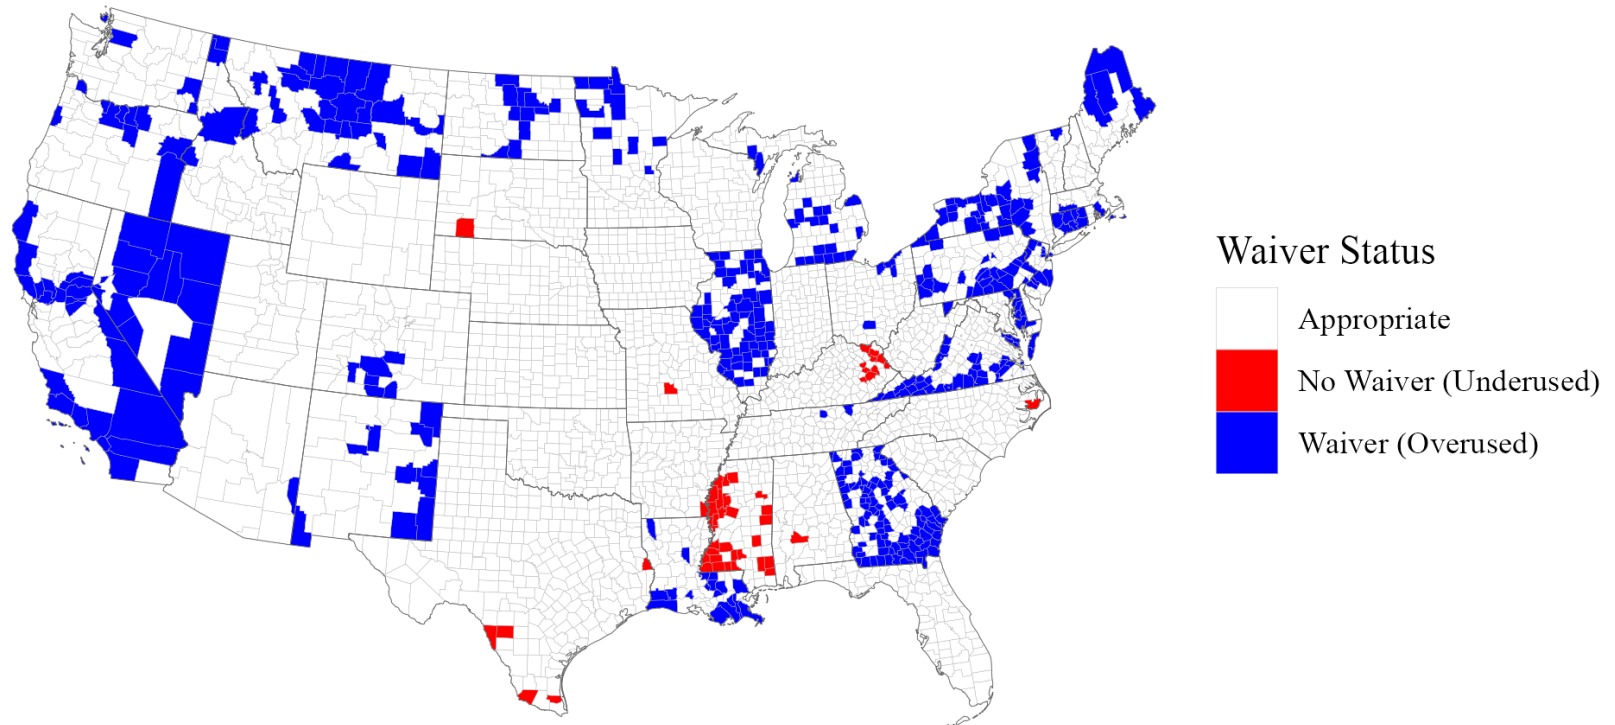 Waiver Status
Appropriate
No Waiver (Underused)
Waiver (Overused)